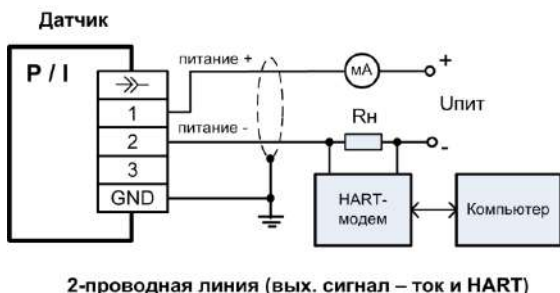 Датчик
P / I
питание +
мА
+
1
Uпит
Rн
2
питание -
-
3
GND
HART-
модем
Компьютер
2-проводная линия (вых. сигнал – ток и HART)